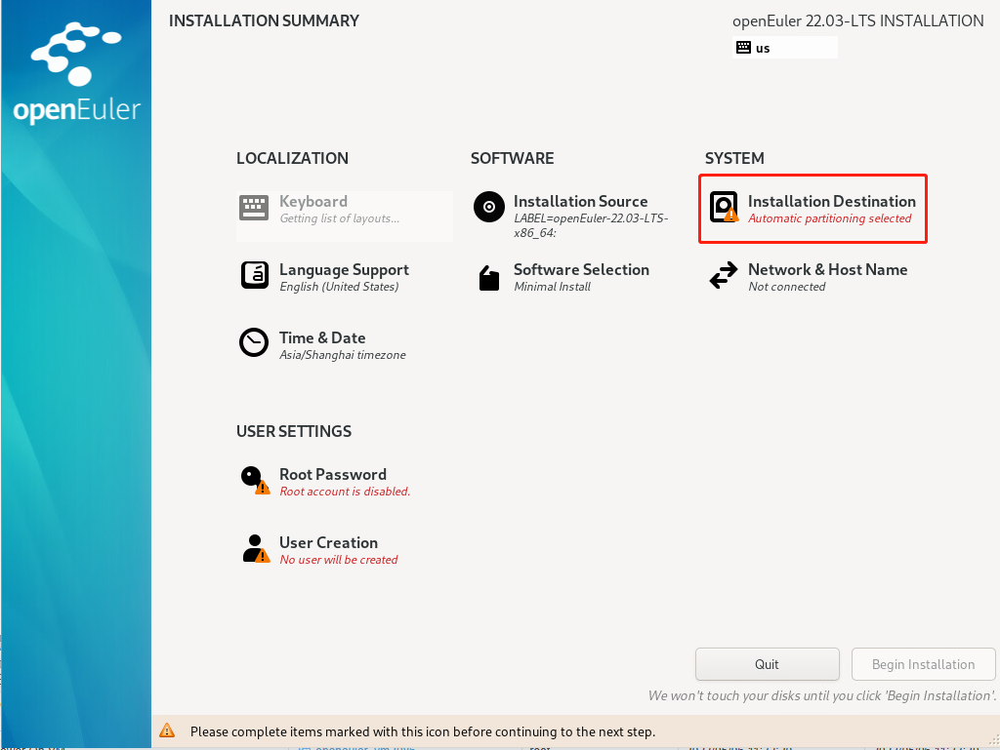 openEuler
INSTALLATION SUMMARY
openEuler 22.03-LTS INSTALLATION
us
LOCALIZATION
Keyboard
Getting list of layouts...
Language Support
English (United States)
Time & Date
Asia/Shanghai timezone
SOFTWARE
Installation Source
LABEL=openEuler-22.03-LTS-
x86_64:
Software Selection
Minimal Install
SYSTEM
Installation Destination
Automatic partitioning selected
Network & Host Name
Not connected
USER SETTINGS
Root Password
Root account is disabled.
User Creation
No user will be created
Quit
Begin Installation
We won't touch your disks until you click 'Begin Installation'.
Please complete items marked with this icon before continuing to the next step.